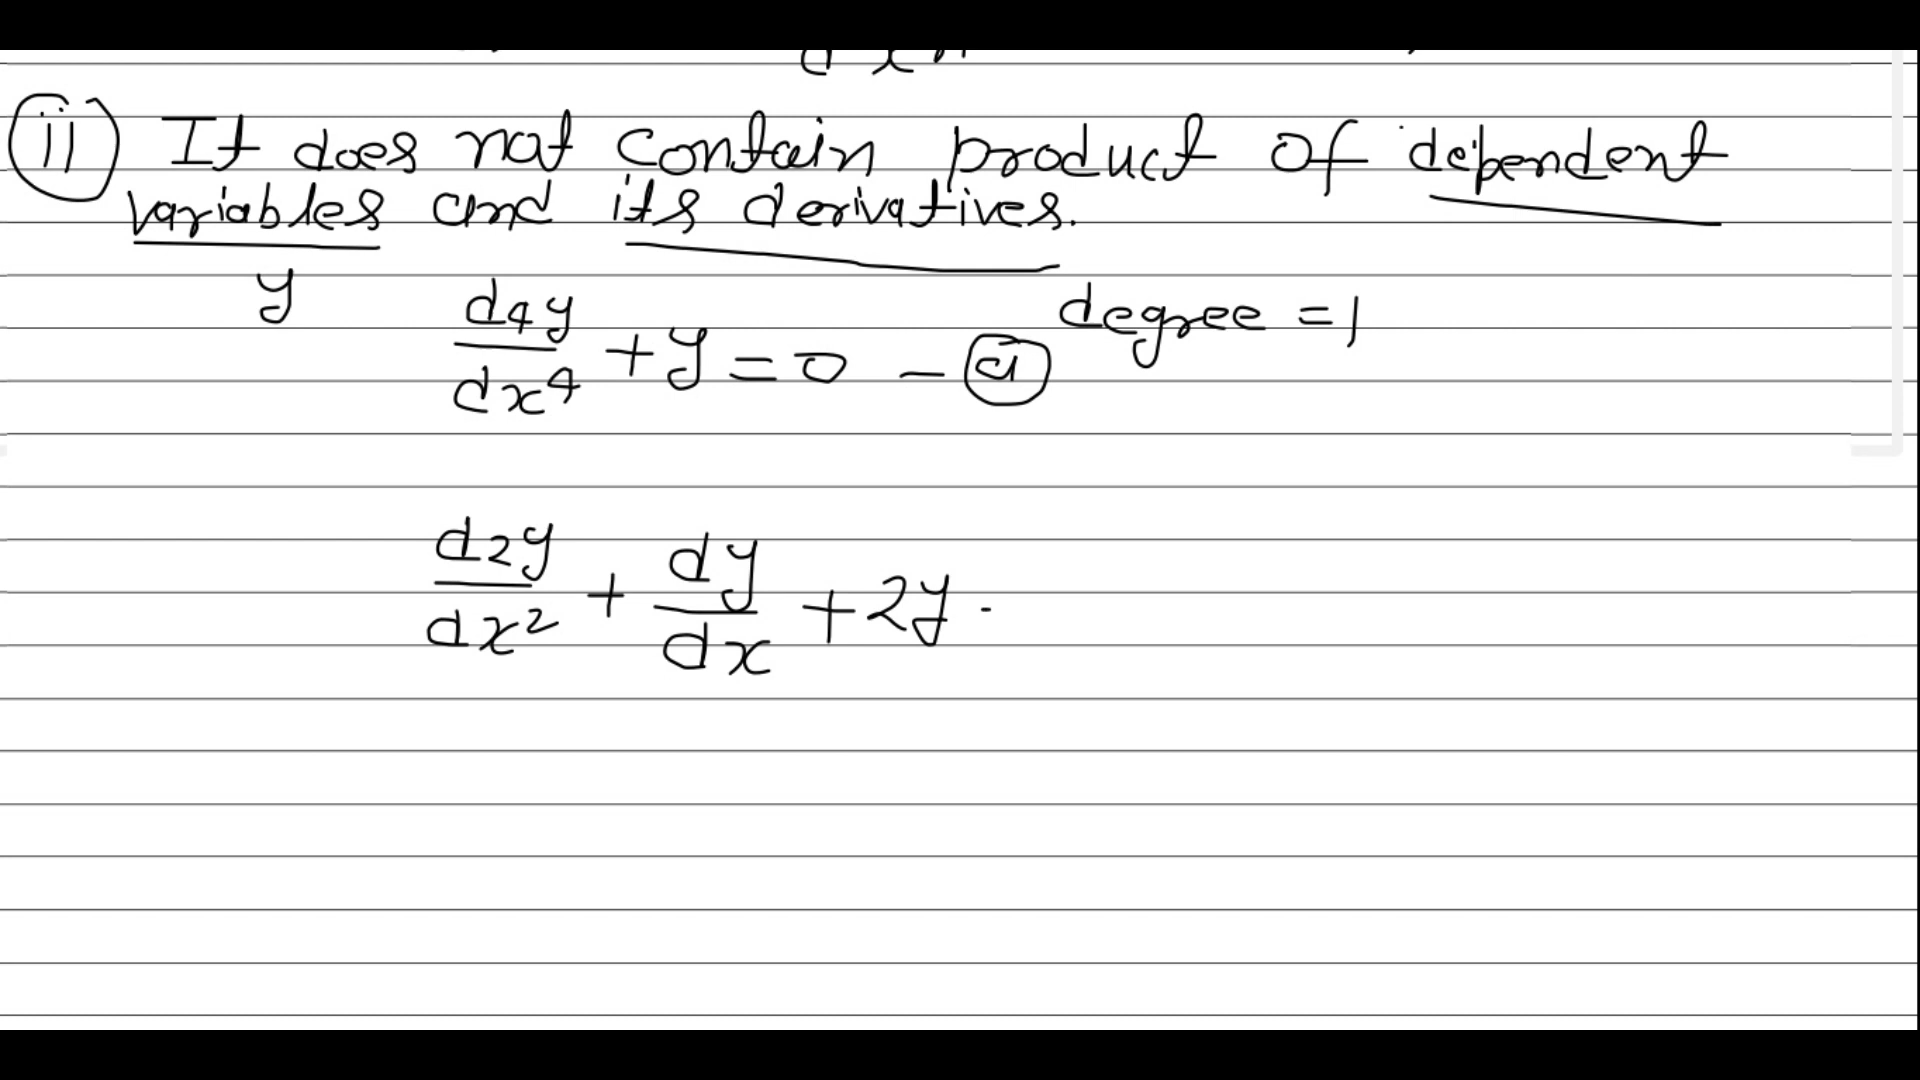 (ii) It does not contain product of dependent
variables and its derivatives.
y
d4y/dx⁴ + y = 0 – (a) degree = 1
d2y/dx² + dy/dx + 2y -